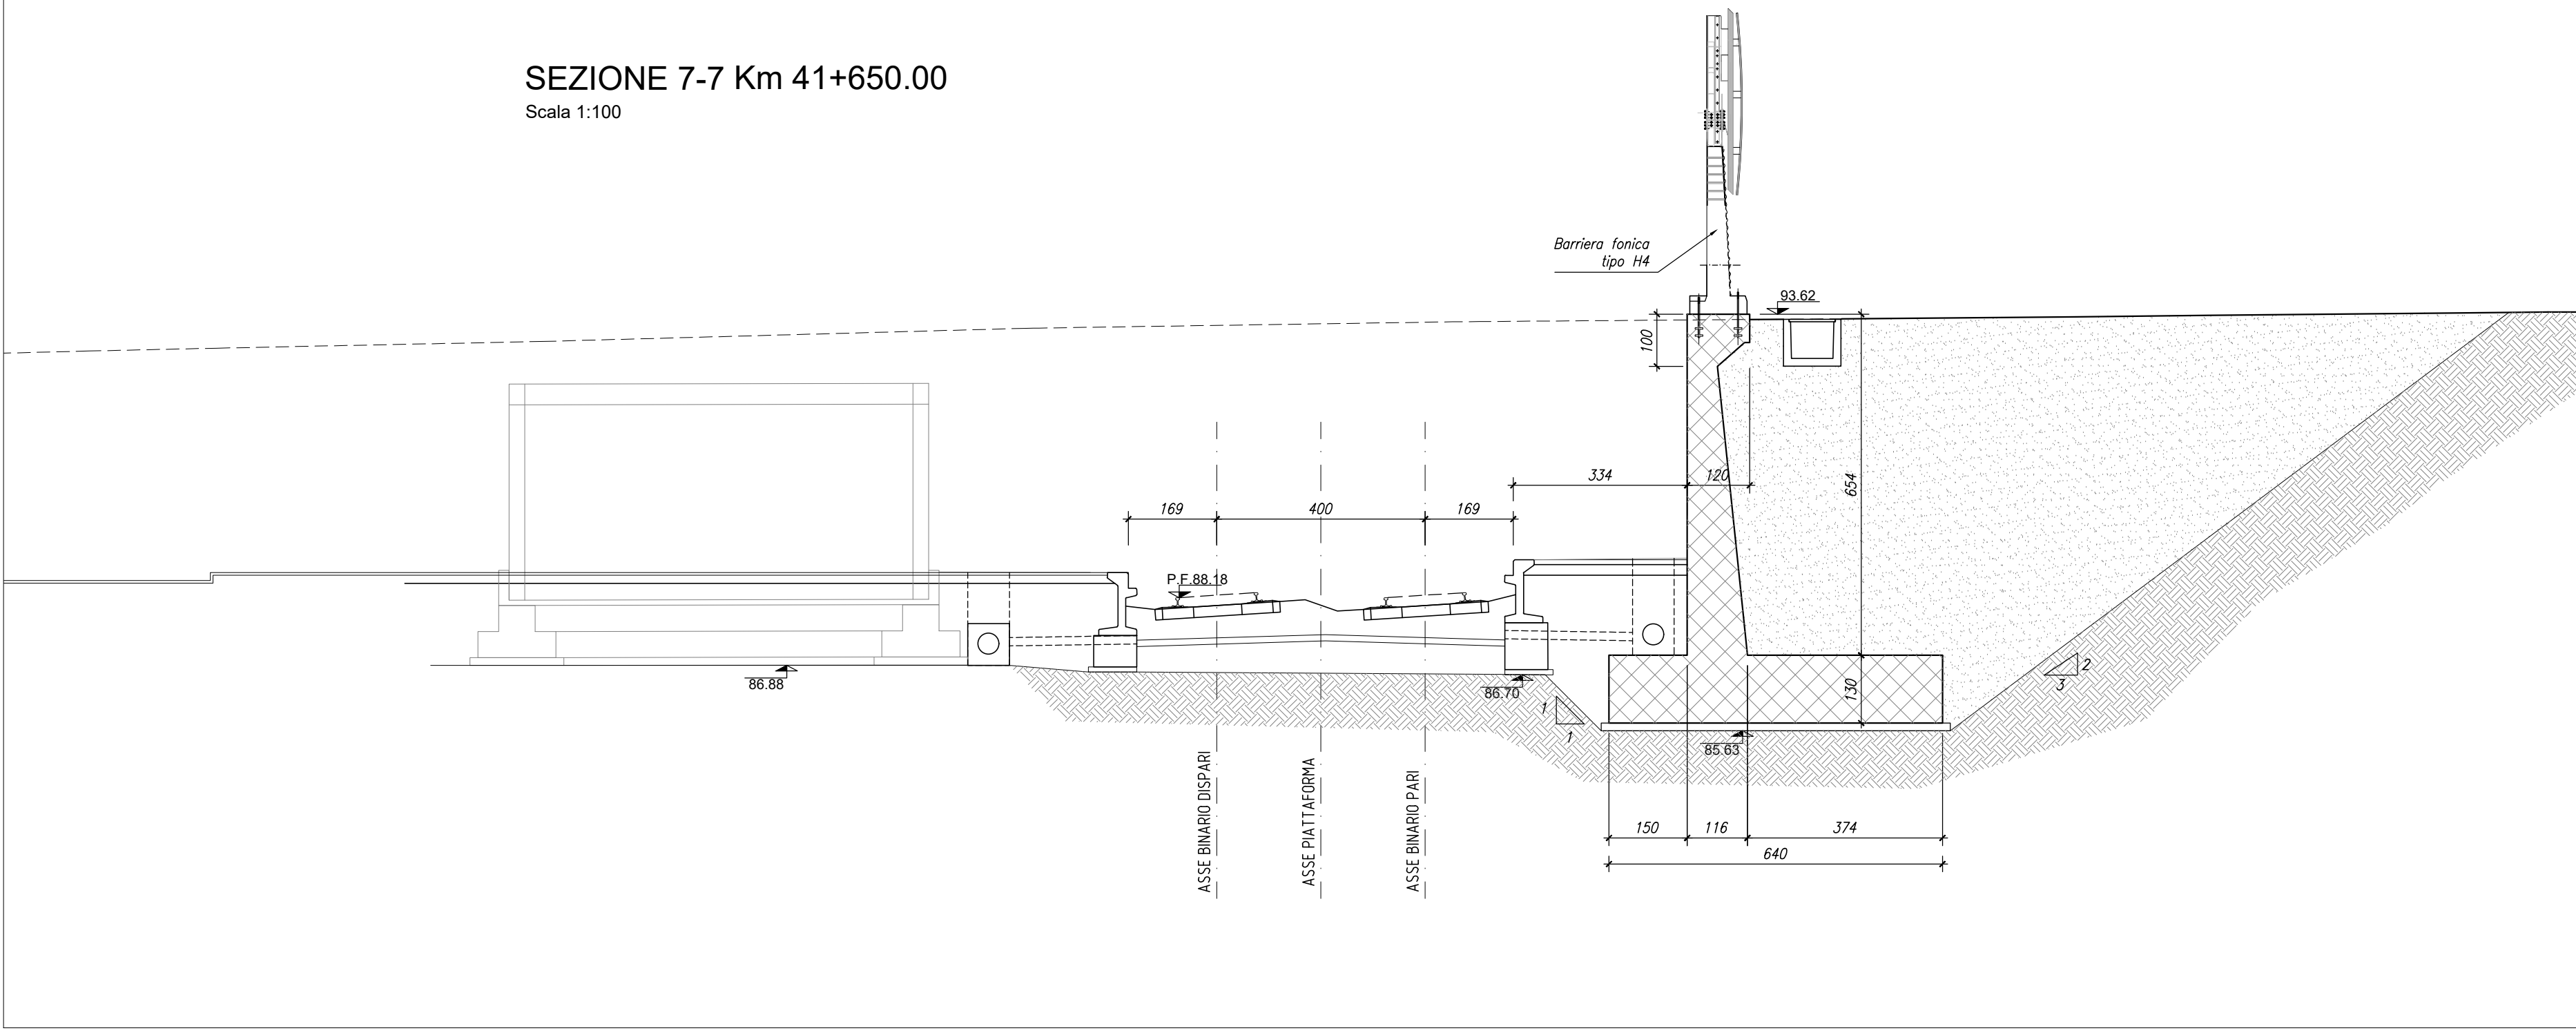 SEZIONE 7-7 Km 41+650.00
Scala 1:100
Barriera fonica
tipo H4
93.62
100
334
120
654
169
400
169
P.F.88.18
86.88
86.70
1
1
2
3
130
85.63
ASSE BINARIO DISPARI
ASSE PIATTAFORMA
ASSE BINARIO PARI
150
116
374
640